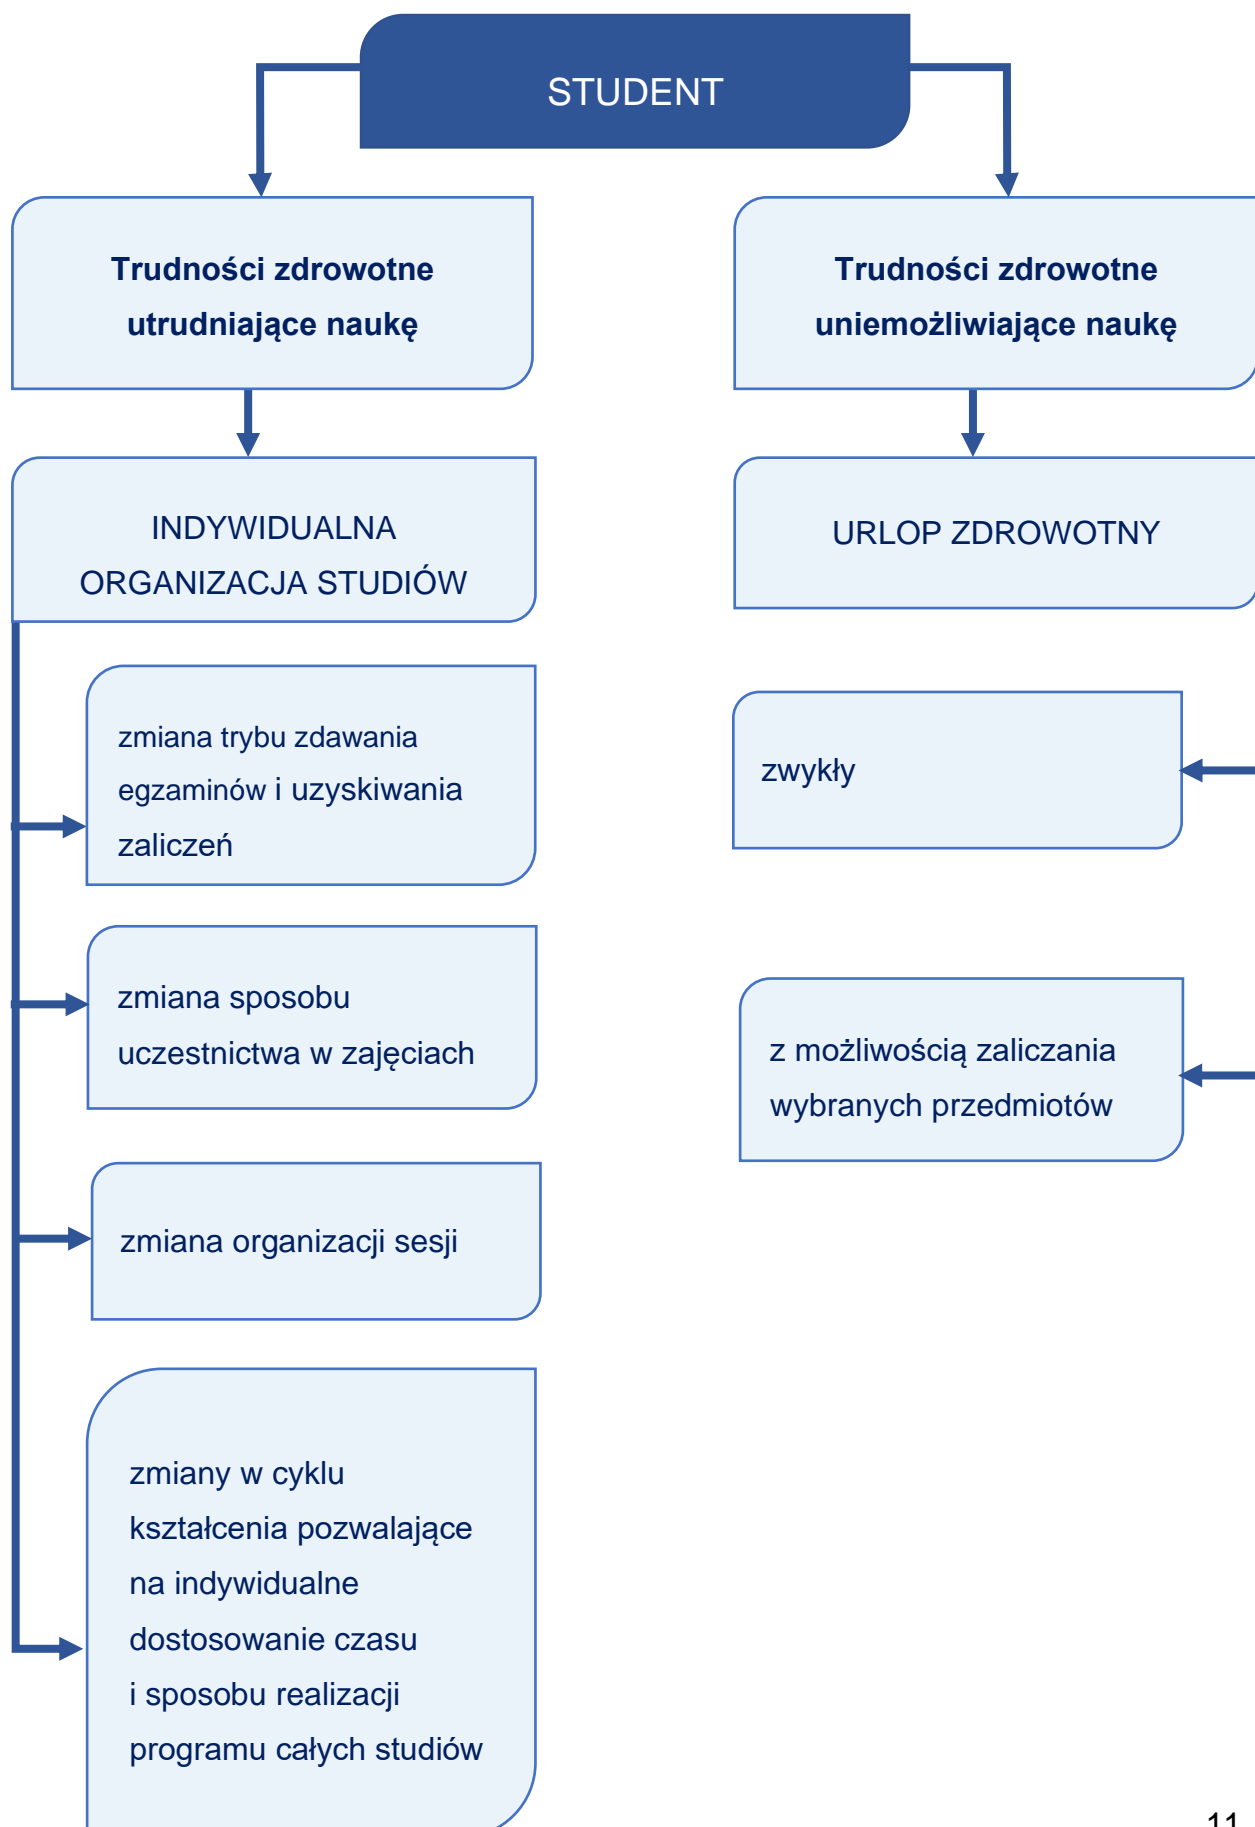 STUDENT
Trudności zdrowotne
utrudniające naukę
INDYWIDUALNA
ORGANIZACJA STUDIÓW
zmiana trybu zdawania
egzaminów i uzyskiwania
zaliczeń
zmiana sposobu
uczestnictwa w zajęciach
zmiana organizacji sesji
zmiany w cyklu
kształcenia pozwalające
na indywidualne
dostosowanie czasu
i sposobu realizacji
programu całych studiów
Trudności zdrowotne
uniemożliwiające naukę
URLOP ZDROWOTNY
zwykły
z możliwością zaliczania
wybranych przedmiotów
11